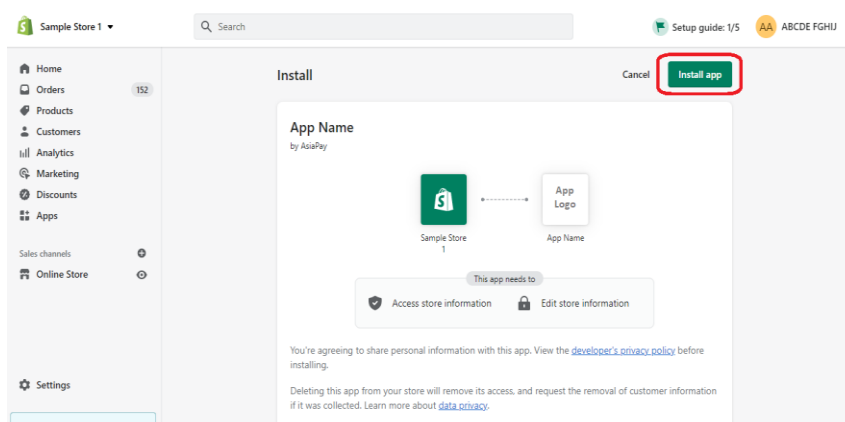 Sample Store 1
Search
Setup guide: 1/5
AA
ABCDE FGHIJ
Home
Orders
152
Products
Customers
Analytics
Marketing
Discounts
Apps
Sales channels
Online Store
Settings
Install
Cancel
Install app
App Name
by AsiaPay
App
Logo
Sample Store
1
App Name
This app needs to
Access store information
Edit store information
You're agreeing to share personal information with this app. View the developer's privacy policy before
installing.
Deleting this app from your store will remove its access, and request the removal of customer information
if it was collected. Learn more about data privacy.